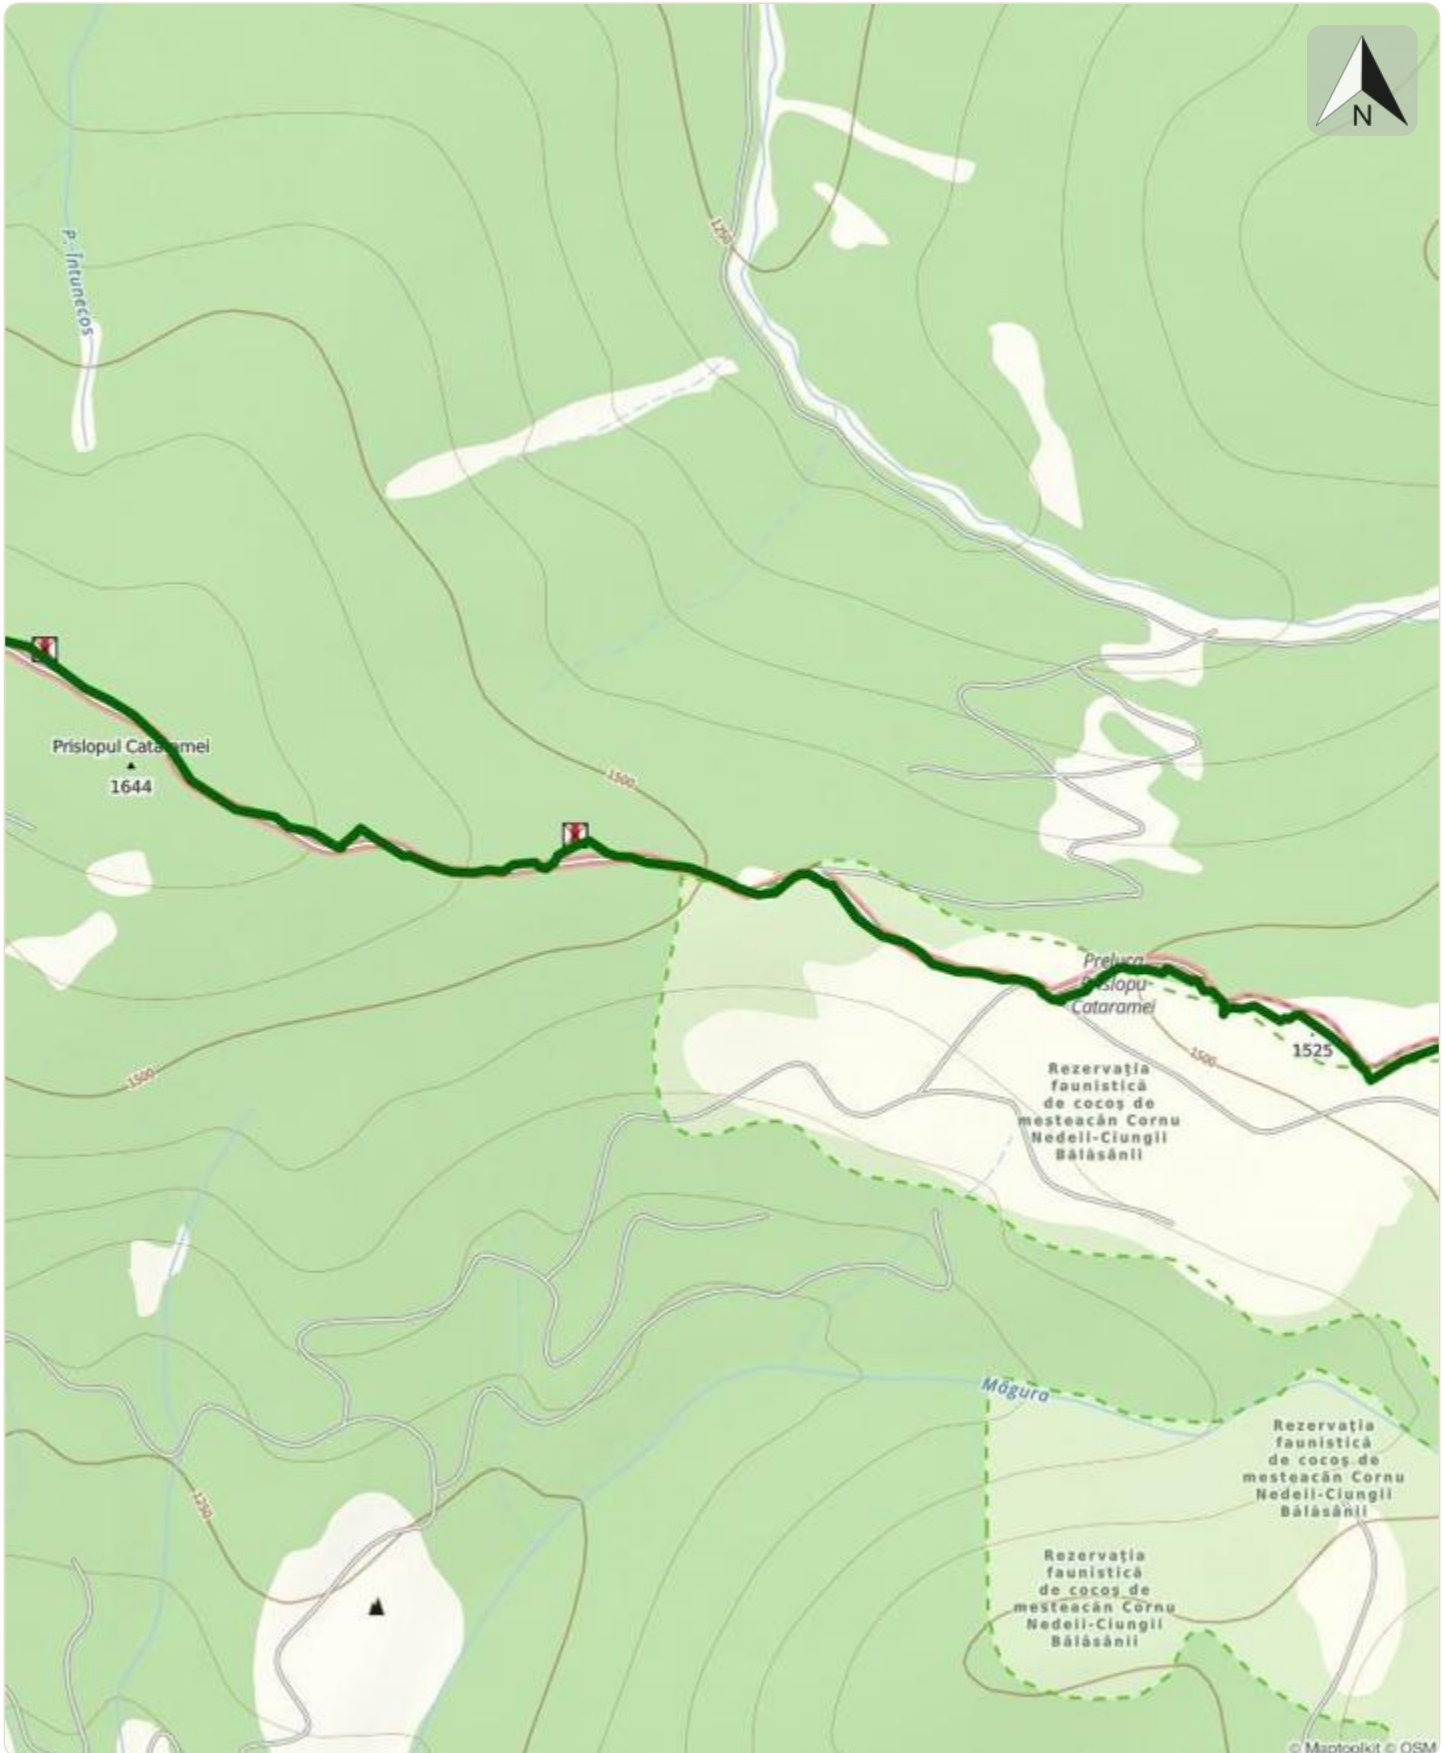 N
1250
P. Întunecos
Prislopul Cataramei
1644
1500
Preluca
Prislopu
Cataramei
1525
1500
Rezervația
faunistică
de cocoș de
mesteacăn Cornu
Nedeii-Ciungii
Bălăsânii
1500
Măgura
Rezervația
faunistică
de cocoș de
mesteacăn Cornu
Nedeii-Ciungii
Bălăsânii
1250
Rezervația
faunistică
de cocoș de
mesteacăn Cornu
Nedeii-Ciungii
Bălăsânii
© Maptoolkit © OSM